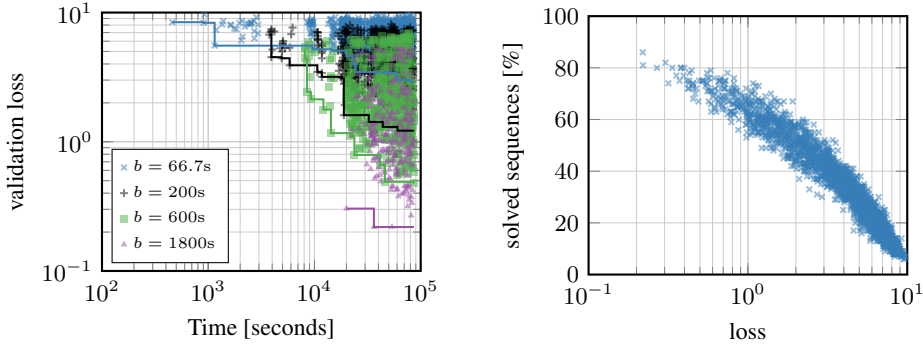 10^1
10^0
10^-1
validation loss
b = 66.7s
b = 200s
b = 600s
b = 1800s
10^2
10^3
10^4
10^5
Time [seconds]
100
80
60
40
20
0
solved sequences [%]
10^-1
10^0
10^1
loss